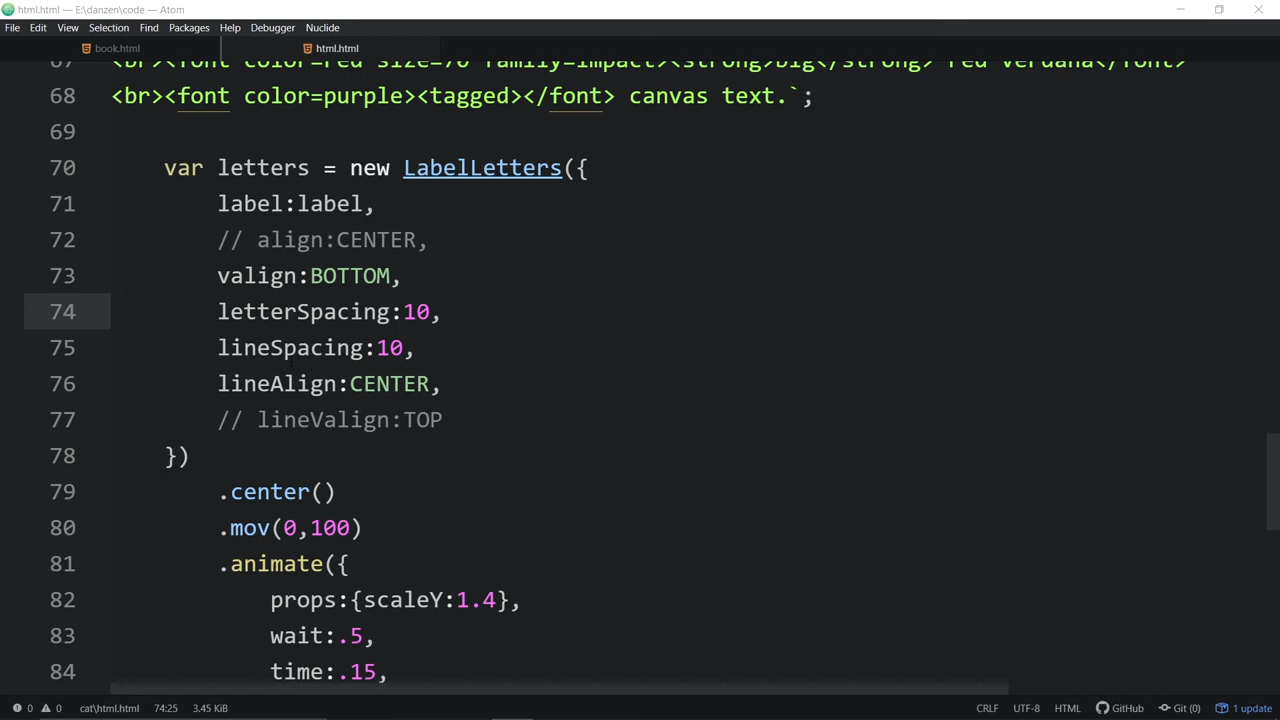 html.html — E:\danzen\code — Atom
File Edit View Selection Find Packages Help Debugger Nuclide
book.html html.html
67 <br><font color=red size=70 family=impact><strong>big</strong> red verdana</font>
68 <br><font color=purple><tagged></font> canvas text.`;
69
70 var letters = new LabelLetters({
71 label:label,
72 // align:CENTER,
73 valign:BOTTOM,
74 letterSpacing:10,
75 lineSpacing:10,
76 lineAlign:CENTER,
77 // lineValign:TOP
78 })
79 .center()
80 .mov(0,100)
81 .animate({
82 props:{scaleY:1.4},
83 wait:.5,
84 time:.15,
0 0 cat\html.html 74:25 3.45 KiB CRLF UTF-8 HTML GitHub Git (0) 1 update